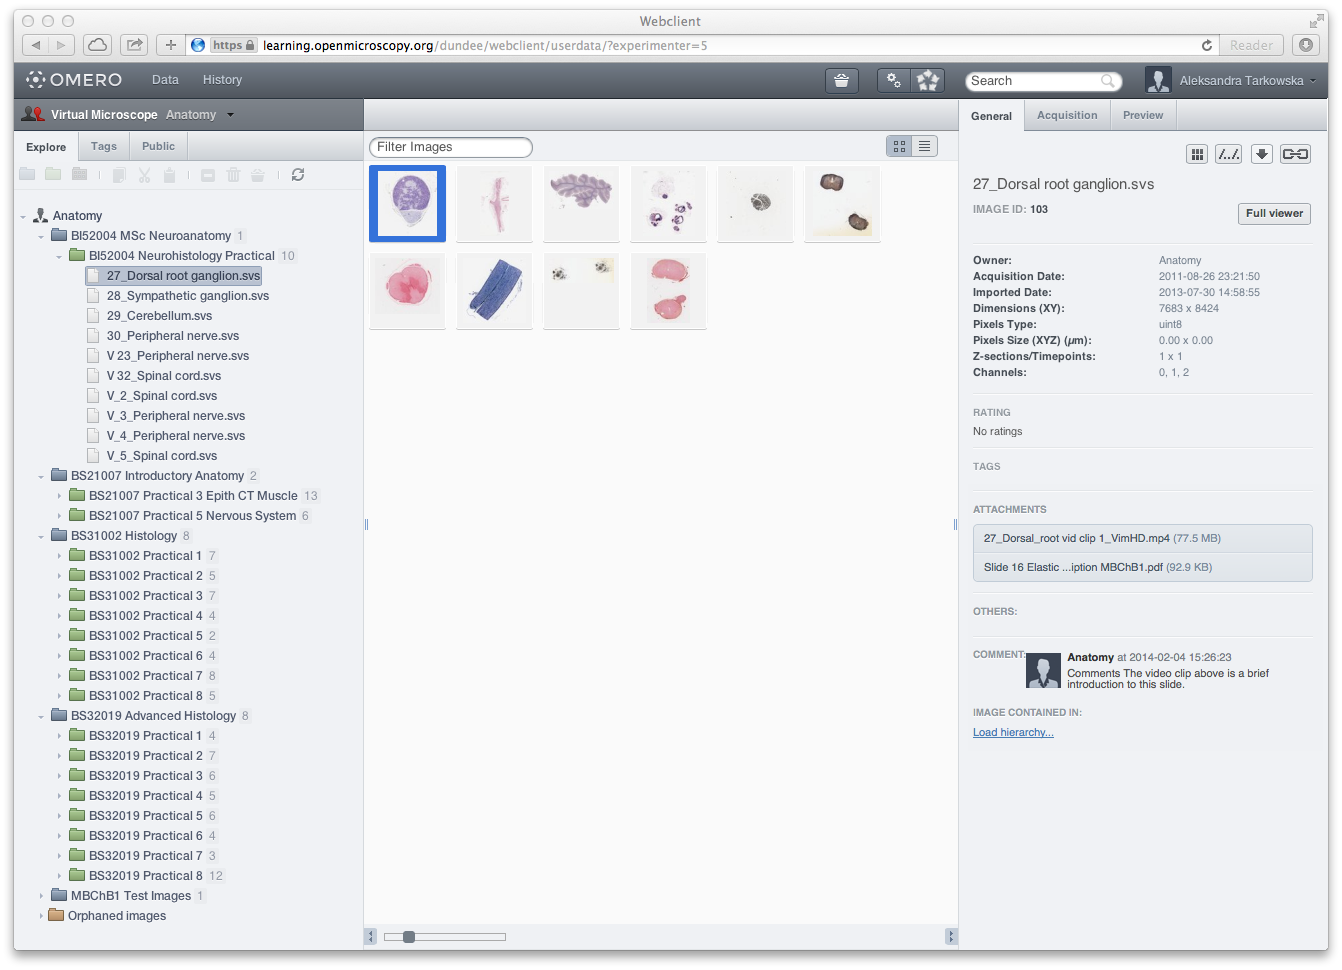 Webclient
https learning.openmicroscopy.org/dundee/webclient/userdata/?experimenter=5
Reader
OMERO
Data
History
Search
Aleksandra Tarkowska
Virtual Microscope Anatomy
General
Acquisition
Preview
Explore
Tags
Public
Filter Images
Anatomy
BI52004 MSc Neuroanatomy 1
BI52004 Neurohistology Practical 10
27_Dorsal root ganglion.svs
28_Sympathetic ganglion.svs
29_Cerebellum.svs
30_Peripheral nerve.svs
V 23_Peripheral nerve.svs
V 32_Spinal cord.svs
V_2_Spinal cord.svs
V_3_Peripheral nerve.svs
V_4_Peripheral nerve.svs
V_5_Spinal cord.svs
BS21007 Introductory Anatomy 2
BS21007 Practical 3 Epith CT Muscle 13
BS21007 Practical 5 Nervous System 6
BS31002 Histology 8
BS31002 Practical 1 7
BS31002 Practical 2 5
BS31002 Practical 3 7
BS31002 Practical 4 4
BS31002 Practical 5 2
BS31002 Practical 6 4
BS31002 Practical 7 8
BS31002 Practical 8 5
BS32019 Advanced Histology 8
BS32019 Practical 1 4
BS32019 Practical 2 7
BS32019 Practical 3 6
BS32019 Practical 4 5
BS32019 Practical 5 6
BS32019 Practical 6 4
BS32019 Practical 7 3
BS32019 Practical 8 12
MBChB1 Test Images 1
Orphaned images
27_Dorsal root ganglion.svs
IMAGE ID: 103
Full viewer
Owner: Anatomy
Acquisition Date: 2011-08-26 23:21:50
Imported Date: 2013-07-30 14:58:55
Dimensions (XY): 7683 x 8424
Pixels Type: uint8
Pixels Size (XYZ) (µm): 0.00 x 0.00
Z-sections/Timepoints: 1 x 1
Channels: 0, 1, 2
RATING
No ratings
TAGS
ATTACHMENTS
27_Dorsal_root vid clip 1_VimHD.mp4 (77.5 MB)
Slide 16 Elastic ...iption MBChB1.pdf (92.9 KB)
OTHERS:
COMMENT:
Anatomy at 2014-02-04 15:26:23
Comments The video clip above is a brief
introduction to this slide.
IMAGE CONTAINED IN:
Load hierarchy...